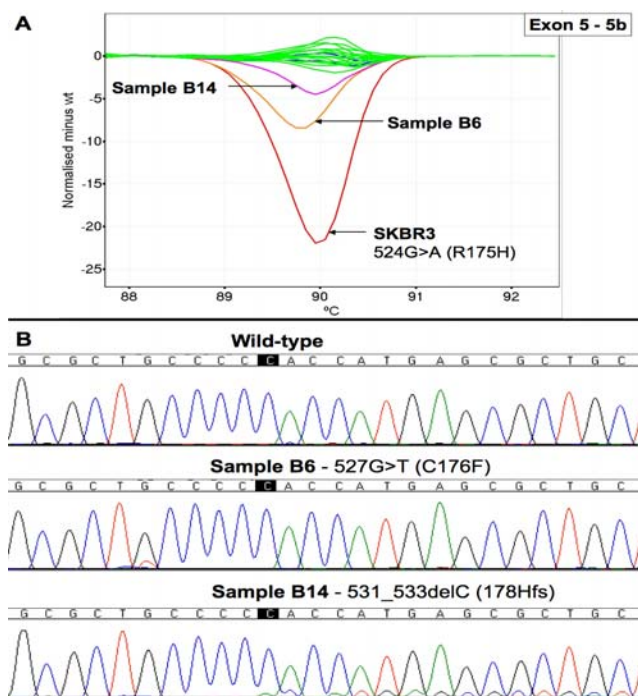 A
Exon 5 - 5b
Normalised minus wt
0
-5
-10
-15
-20
-25
Sample B14
Sample B6
SKBR3
524G>A (R175H)
88 89 90 91 92
ºC
B
Wild-type
G C G C T G C C C C C A C C A T G A G C G C T G C
Sample B6 - 527G>T (C176F)
G C G C T G C C C C C A C C A T G A G C G C T G C
Sample B14 - 531_533delC (178Hfs)
G C G C T G C C C C C A C C A T G A G C G C T G C